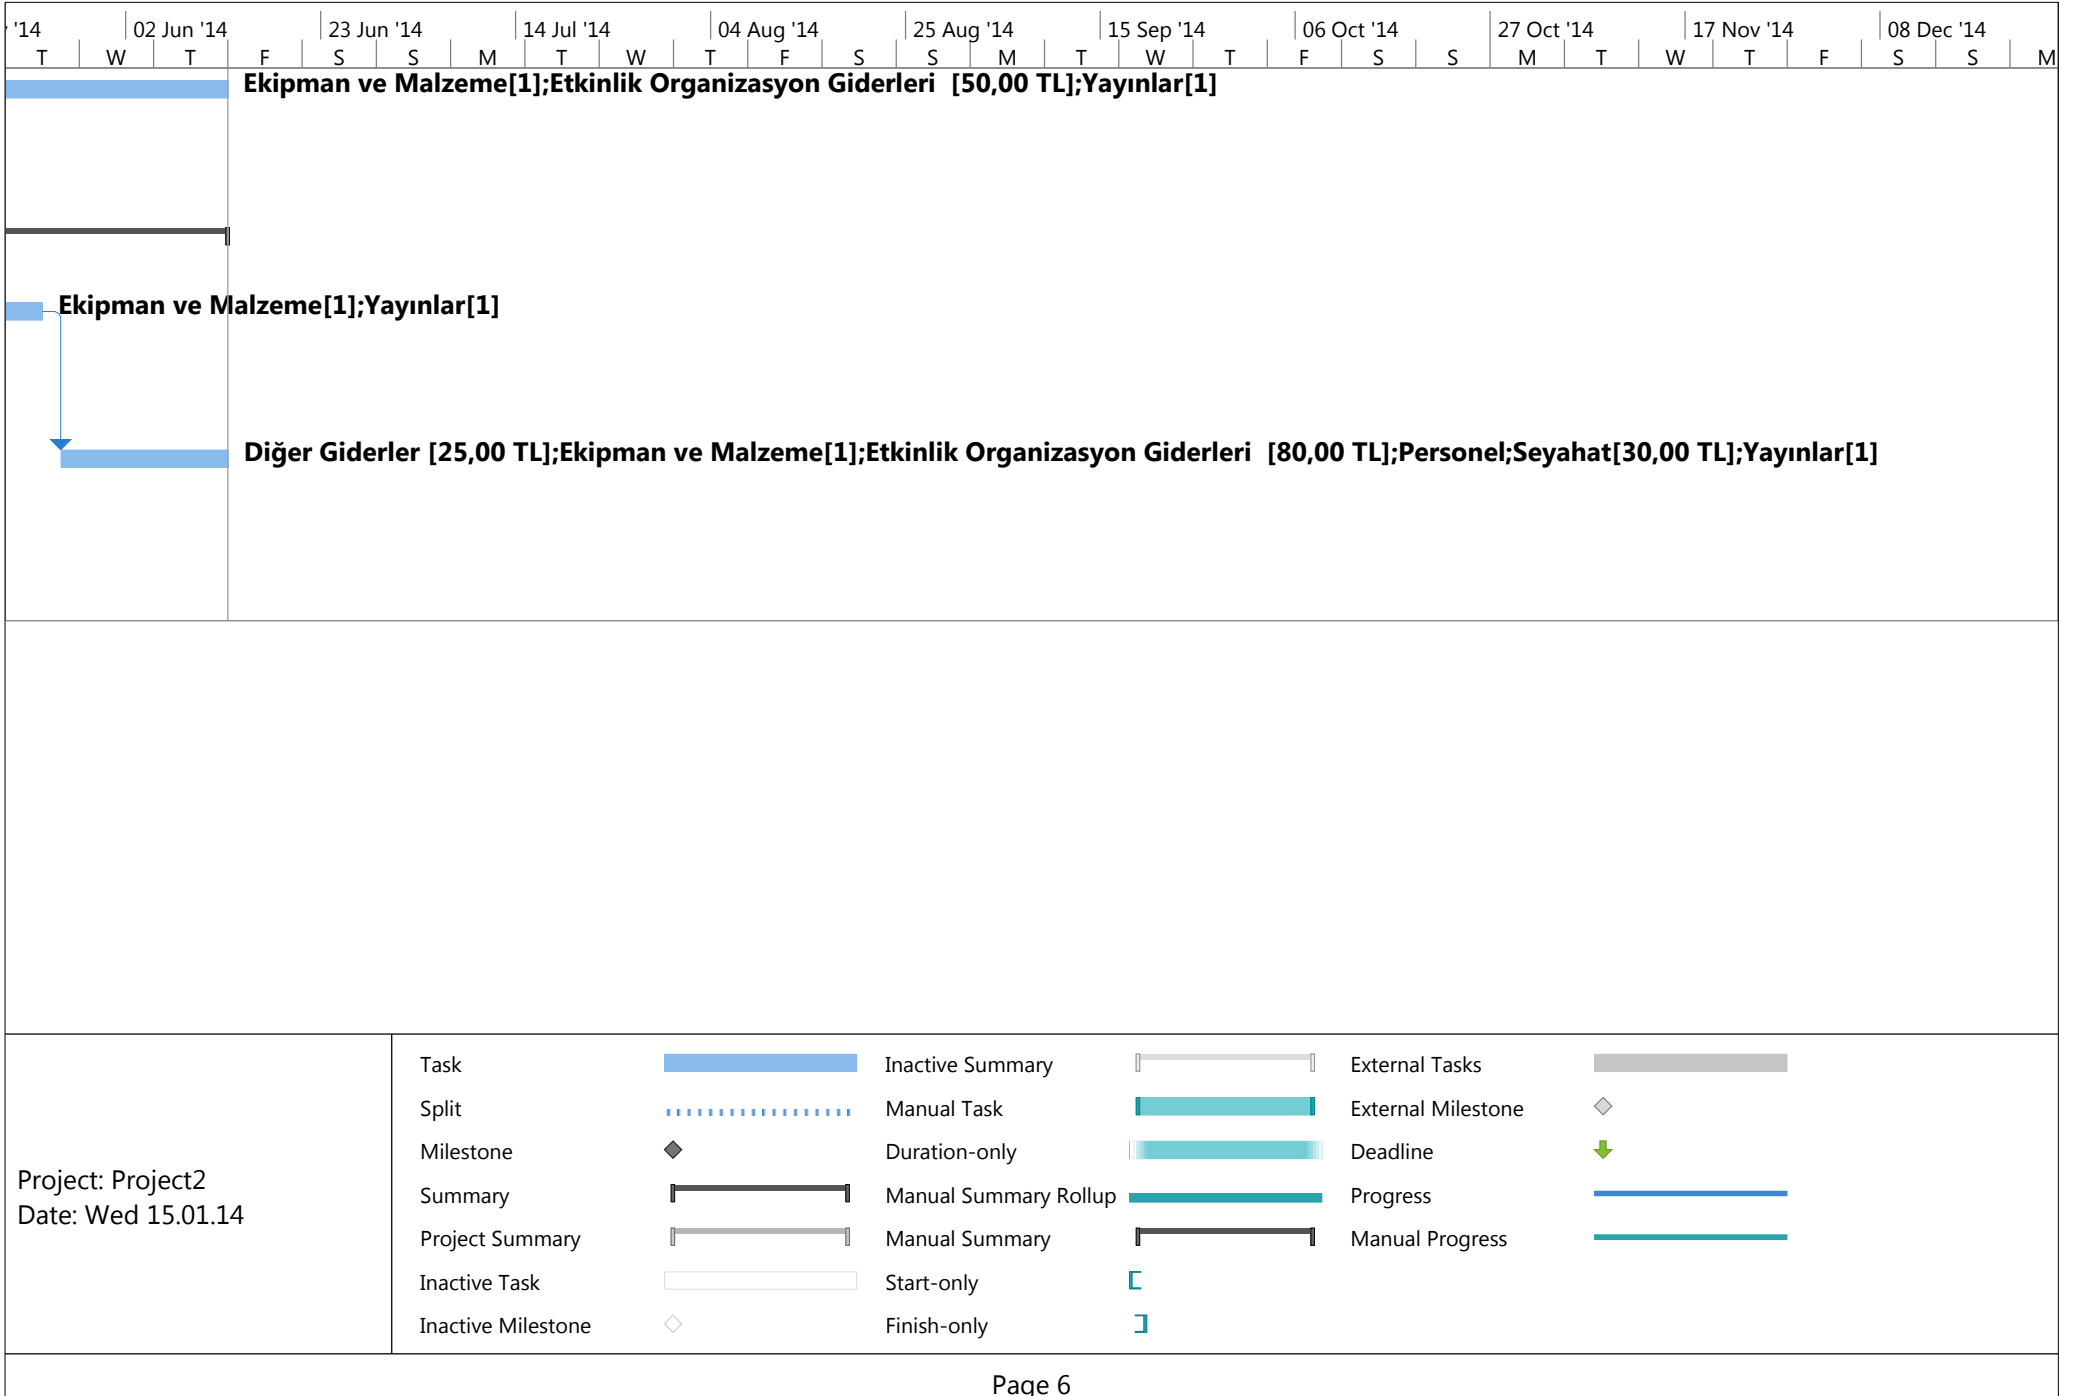 '14 02 Jun '14 23 Jun '14 14 Jul '14 04 Aug '14 25 Aug '14 15 Sep '14 06 Oct '14 27 Oct '14 17 Nov '14 08 Dec '14
T W T F S S M T W T F S S M T W T F S S M T W T F S S M
Ekipman ve Malzeme[1];Etkinlik Organizasyon Giderleri [50,00 TL];Yayınlar[1]
Ekipman ve Malzeme[1];Yayınlar[1]
Diğer Giderler [25,00 TL];Ekipman ve Malzeme[1];Etkinlik Organizasyon Giderleri [80,00 TL];Personel;Seyahat[30,00 TL];Yayınlar[1]
Project: Project2
Date: Wed 15.01.14
Task
Split
Milestone
Summary
Project Summary
Inactive Task
Inactive Milestone
Inactive Summary
Manual Task
Duration-only
Manual Summary Rollup
Manual Summary
Start-only
Finish-only
External Tasks
External Milestone
Deadline
Progress
Manual Progress
Page 6